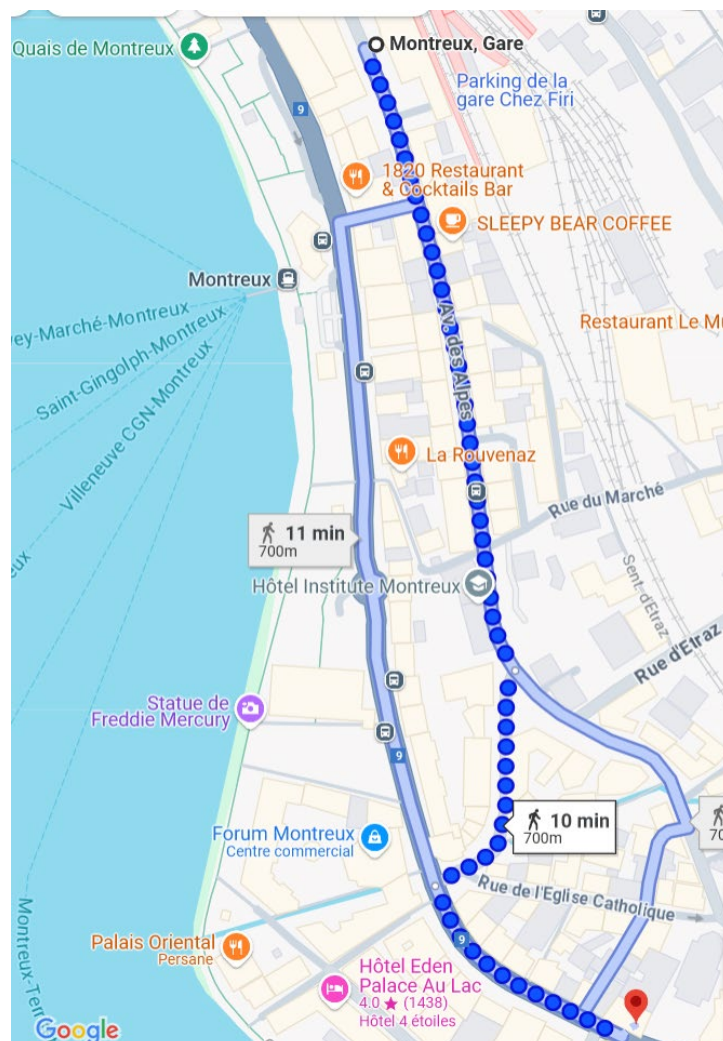 Montreux, Gare
Quais de Montreux
Parking de la
gare Chez Firi
9
1820 Restaurant
& Cocktails Bar
SLEEPY BEAR COFFEE
Montreux
ey-Marché-Montreux
Saint-Gingolph-Montreux
Villeneuve CGN-Montreux
Restaurant Le Mu
Av. des Alpes
La Rouvenaz
Rue du Marché
11 min
700m
Hôtel Institute Montreux
Sent. d'Etraz
Rue d'Etraz
Statue de
Freddie Mercury
9
10 min
700m
Forum Montreux
Centre commercial
Rue de l'Eglise Catholique
Palais Oriental
Persane
9
Montreux-Terr
Hôtel Eden
Palace Au Lac
4.0 ★ (1438)
Hôtel 4 étoiles
Google